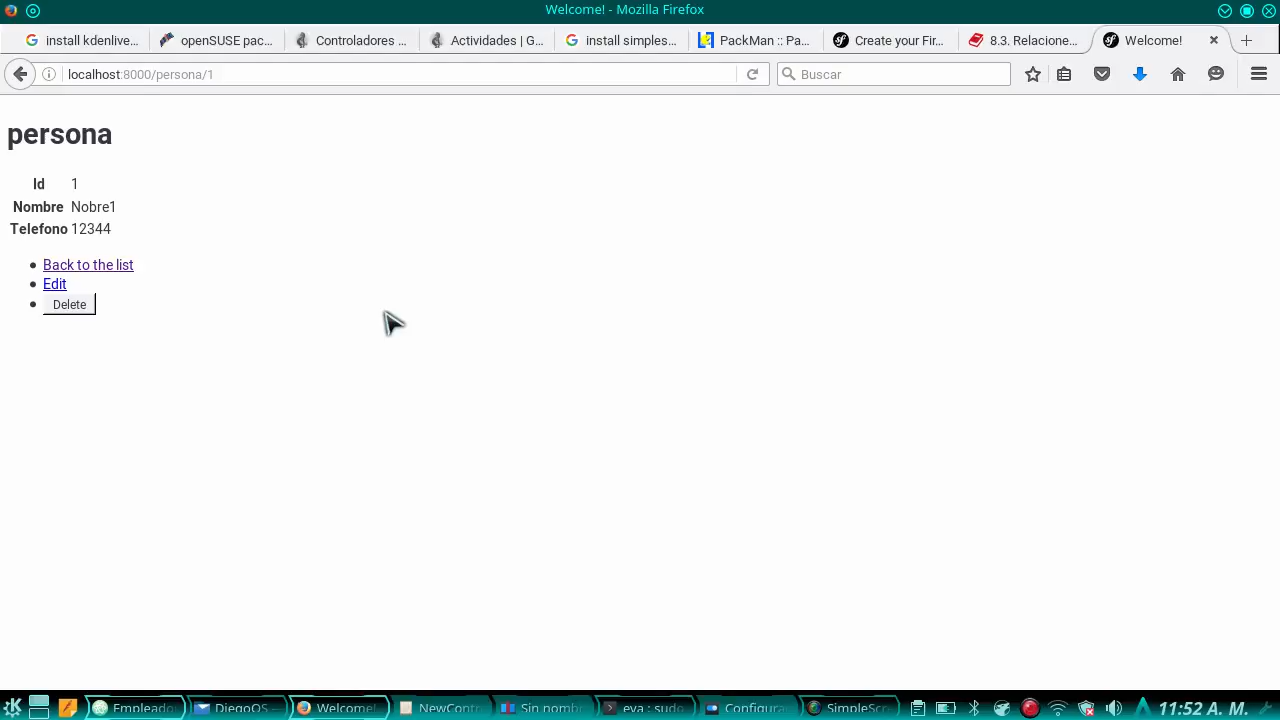 Welcome! - Mozilla Firefox
install kdenlive...
openSUSE pac...
Controladores ...
Actividades | G...
install simples...
PackMan :: Pa...
Create your Fir...
8.3. Relacione...
Welcome!
localhost:8000/persona/1
Buscar
persona
Id 1
Nombre Nobre1
Telefono 12344
Back to the list
Edit
Delete
Empleado
DiegoOS –
Welcome!
NewContr
Sin nombr
eva : sudo
Configura
SimpleScr
11:52 A. M.